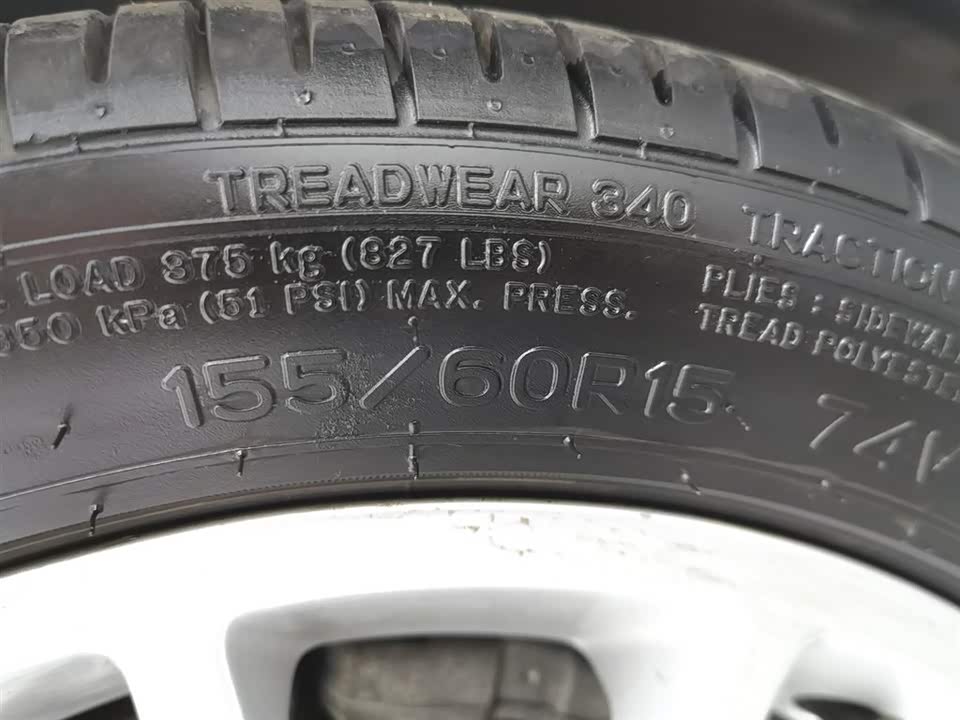 TREADWEAR 340
TRACTION
LOAD 375 kg (827 LBS)
350 kPa (51 PSI) MAX. PRESS.
PLIES : SIDEWALL
TREAD POLYESTER
155/60R15 74V